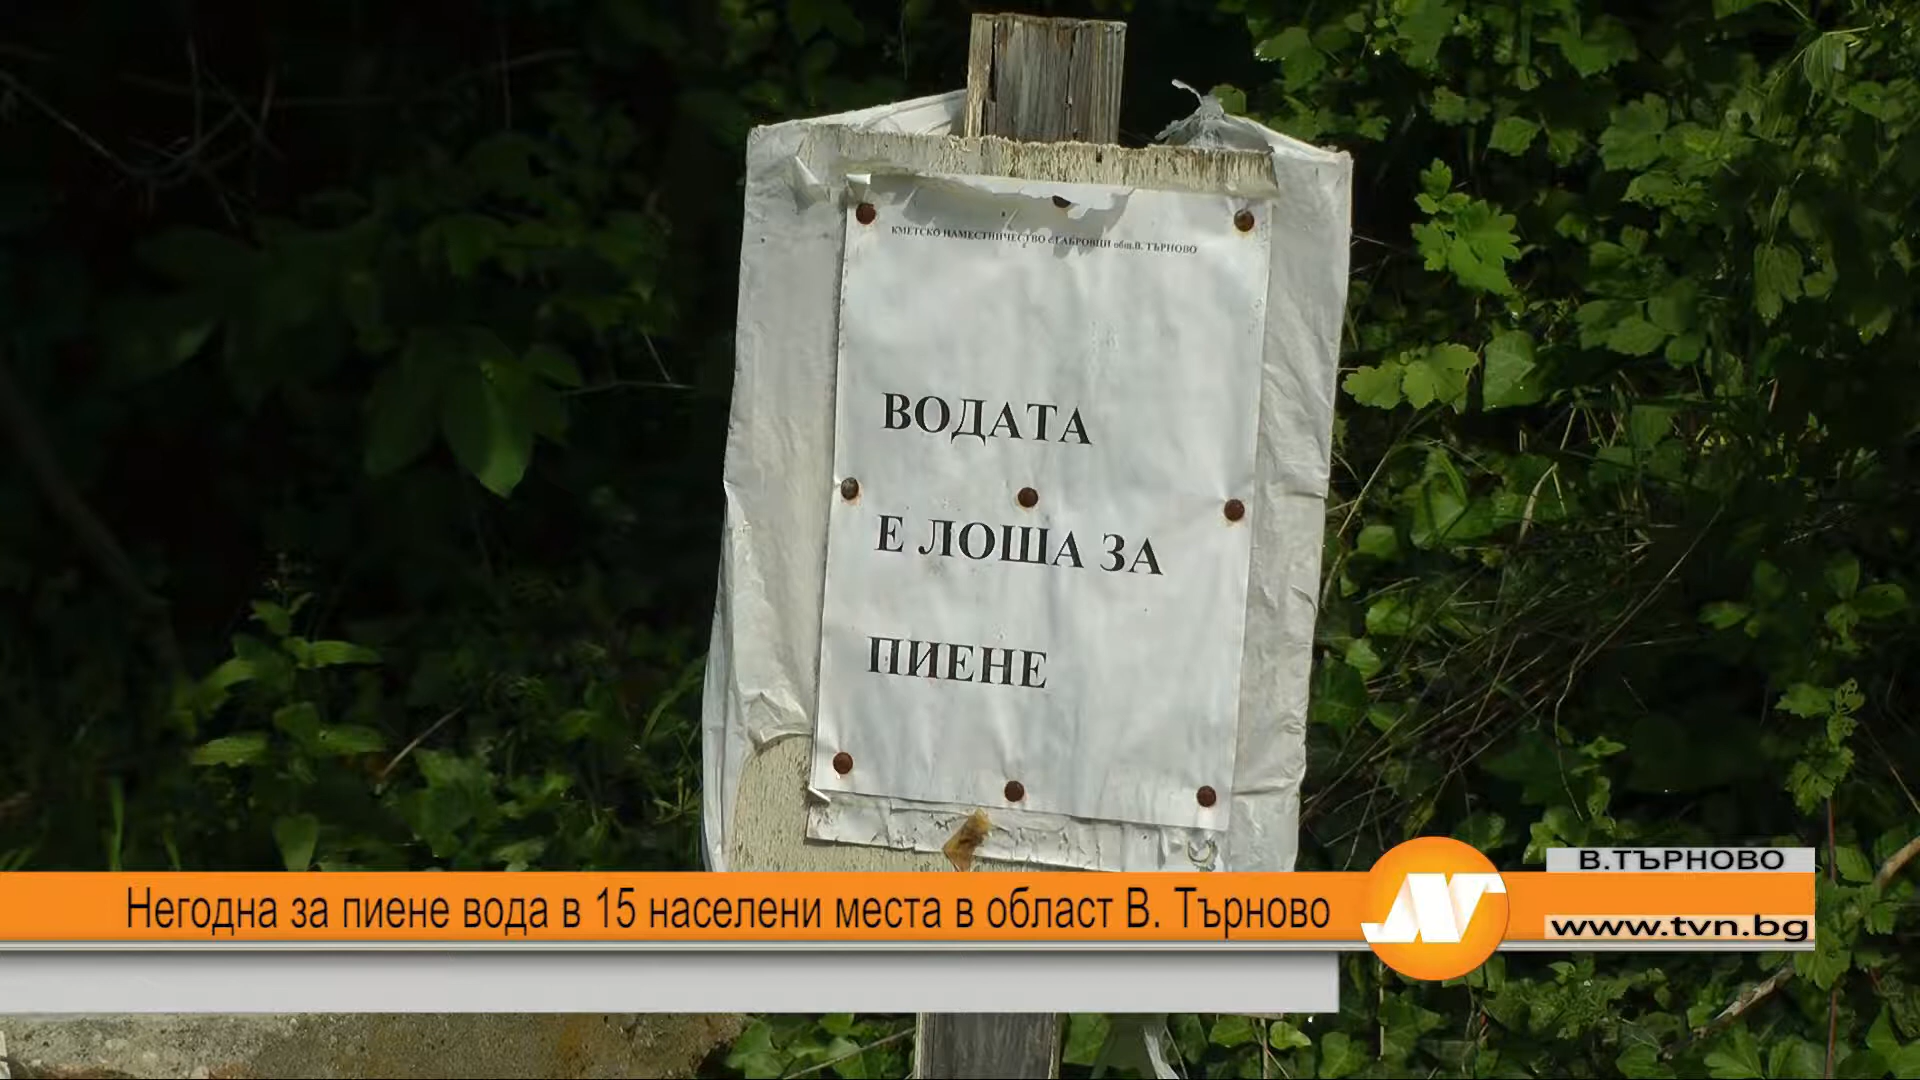 КМЕТСКО НАМЕСТНИЧЕСТВО с.ГАБРОВЦИ общ.В. ТЪРНОВО
ВОДАТА
Е ЛОША ЗА
ПИЕНЕ
Негодна за пиене вода в 15 населени места в област В. Търново
В.ТЪРНОВО
www.tvn.bg